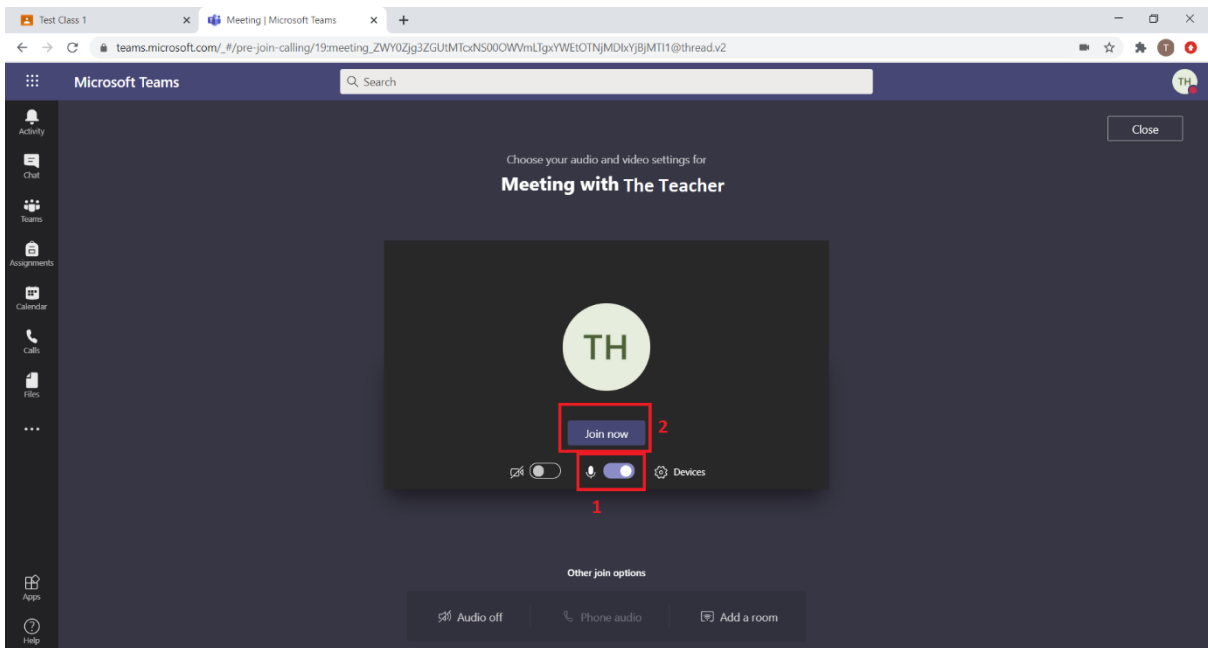 Test Class 1
Meeting | Microsoft Teams
teams.microsoft.com/_#/pre-join-calling/19:meeting_ZWY0Zjg3ZGUtMTcxNS00OWVmLTgxYWEtOTNjMDIxYjBjMTI1@thread.v2
T
Microsoft Teams
Search
TH
Activity
Chat
Teams
Assignments
Calendar
Calls
Files
Apps
Help
Close
Choose your audio and video settings for
Meeting with The Teacher
TH
Join now 2
Devices
1
Other join options
Audio off Phone audio Add a room